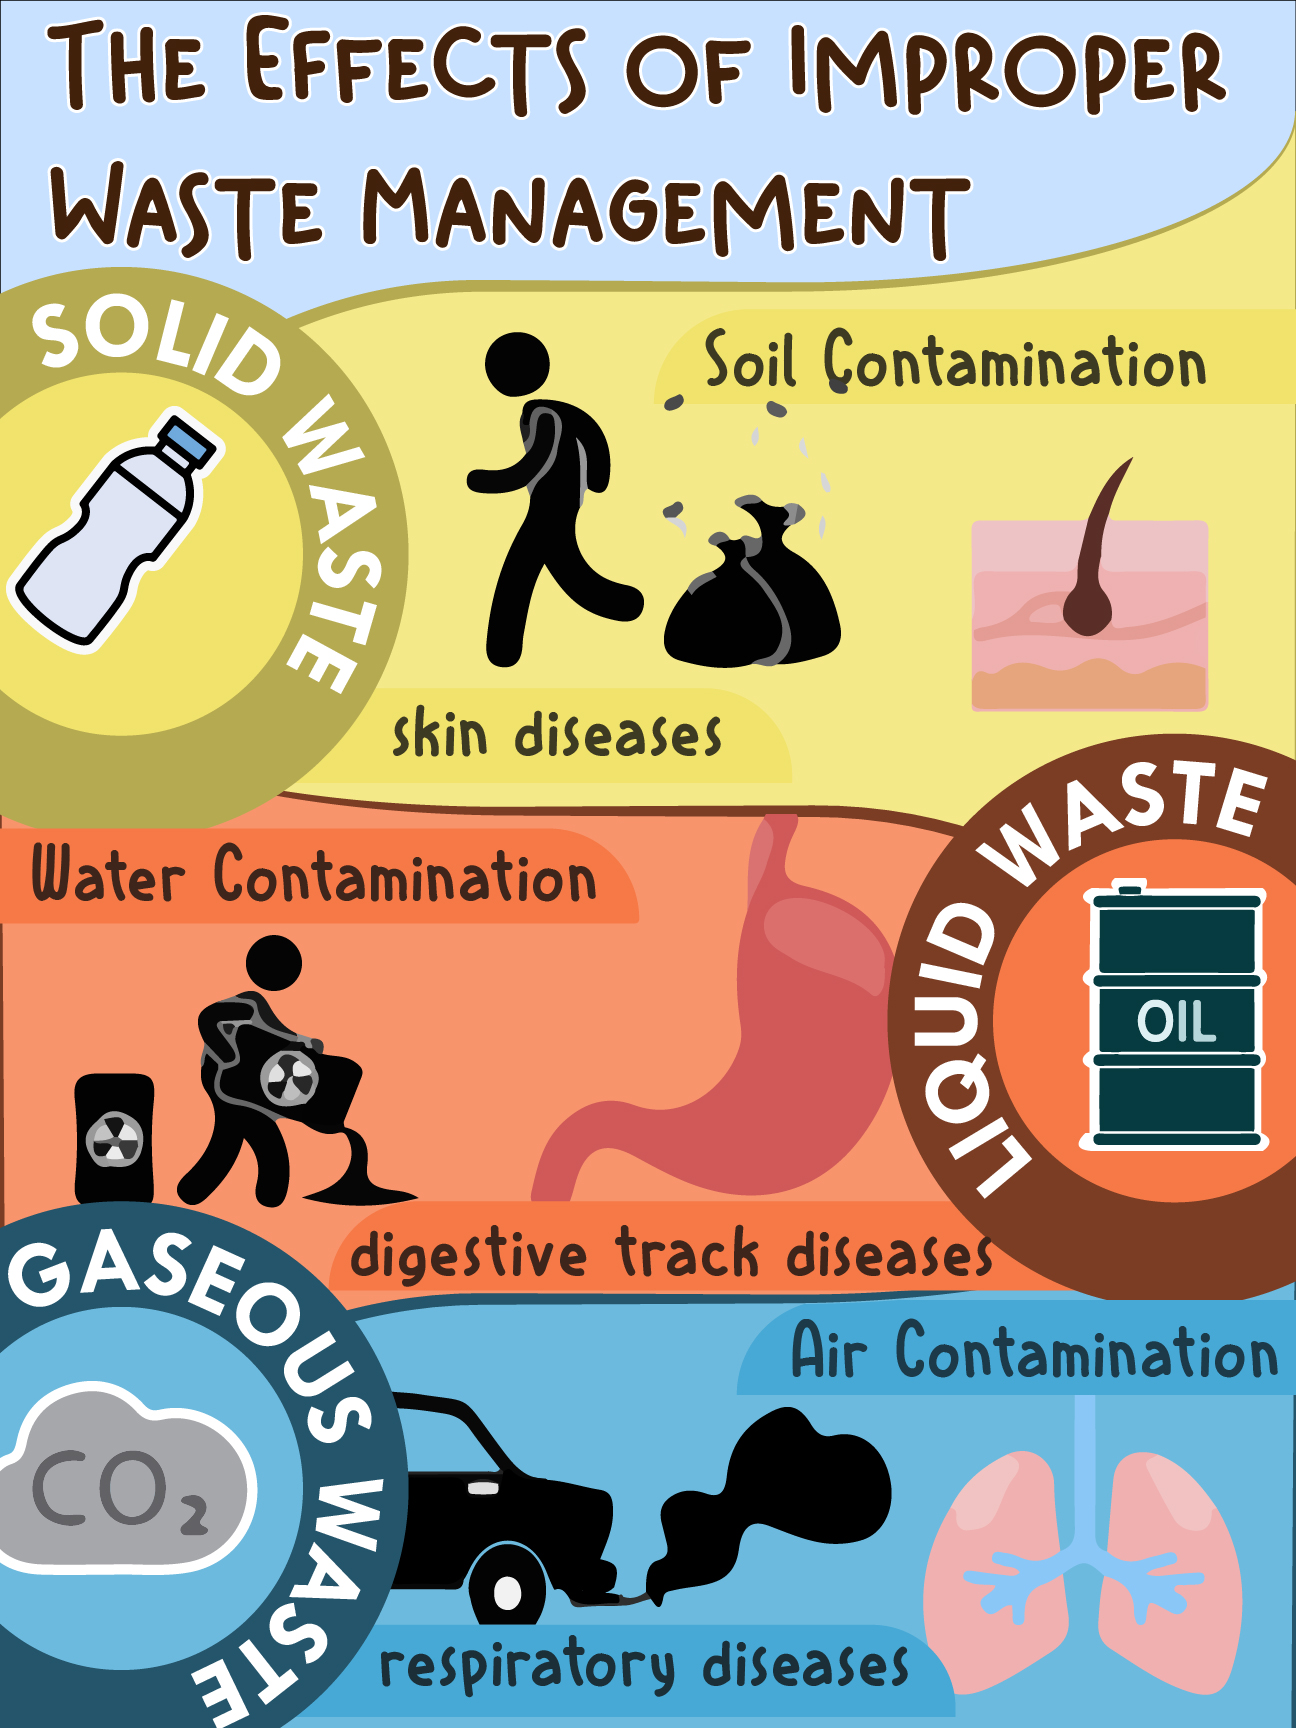 The Effects of Improper
Waste Management
SOLID WASTE
Soil Contamination
skin diseases
LIQUID WASTE
Water Contamination
OIL
digestive track diseases
GASEOUS WASTE
Air Contamination
CO₂
respiratory diseases